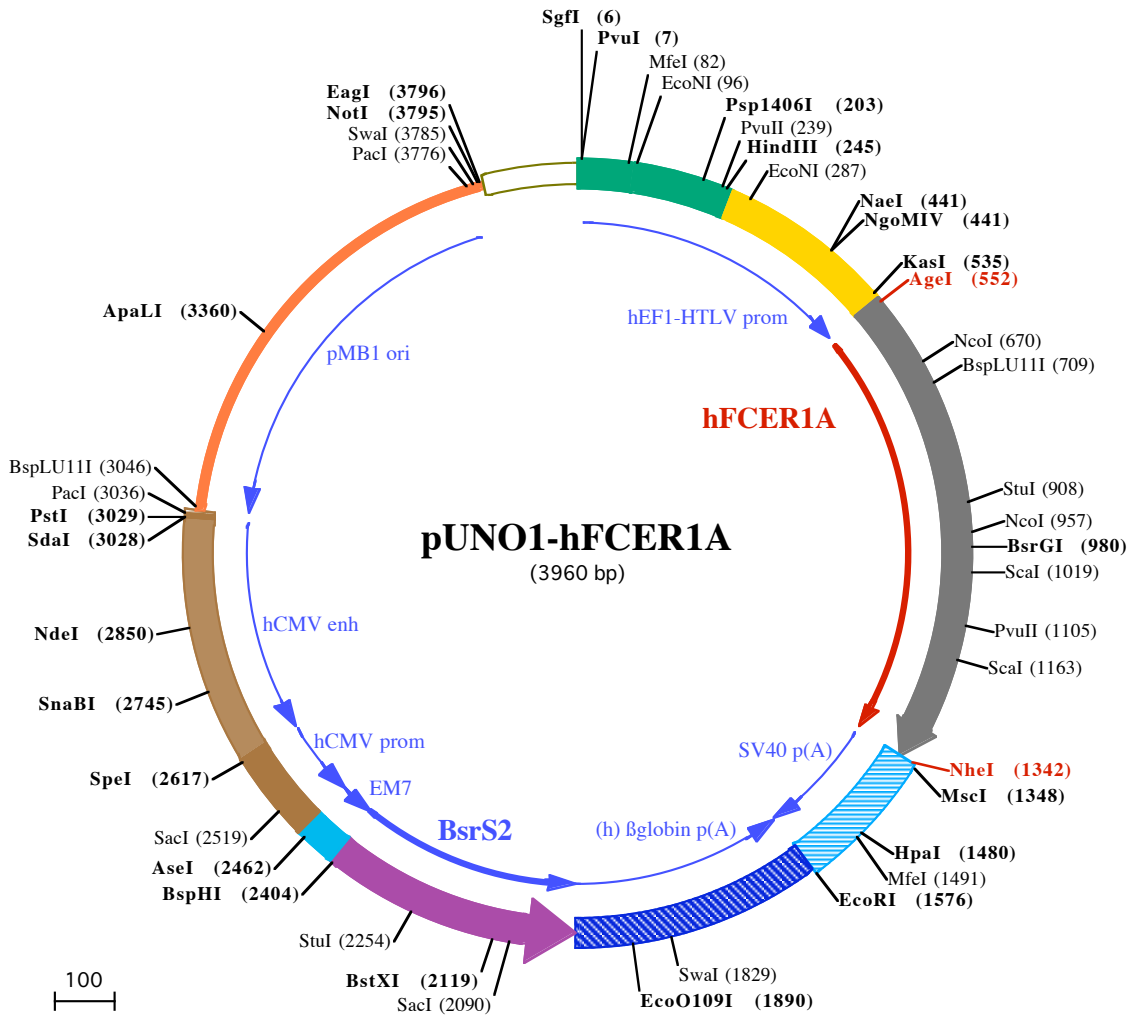 SgfI (6)
PvuI (7)
MfeI (82)
EcoNI (96)
Psp1406I (203)
PvuII (239)
HindIII (245)
EcoNI (287)
NaeI (441)
NgoMIV (441)
KasI (535)
AgeI (552)
NcoI (670)
BspLU11I (709)
StuI (908)
NcoI (957)
BsrGI (980)
ScaI (1019)
PvuII (1105)
ScaI (1163)
NheI (1342)
MscI (1348)
HpaI (1480)
MfeI (1491)
EcoRI (1576)
SwaI (1829)
EcoO109I (1890)
SacI (2090)
BstXI (2119)
StuI (2254)
BspHI (2404)
AseI (2462)
SacI (2519)
SpeI (2617)
SnaBI (2745)
NdeI (2850)
SdaI (3028)
PstI (3029)
PacI (3036)
BspLU11I (3046)
ApaLI (3360)
PacI (3776)
SwaI (3785)
NotI (3795)
EagI (3796)
hEF1-HTLV prom
hFCER1A
SV40 p(A)
(h) ßglobin p(A)
BsrS2
EM7
hCMV prom
hCMV enh
pMB1 ori
pUNO1-hFCER1A
(3960 bp)
100